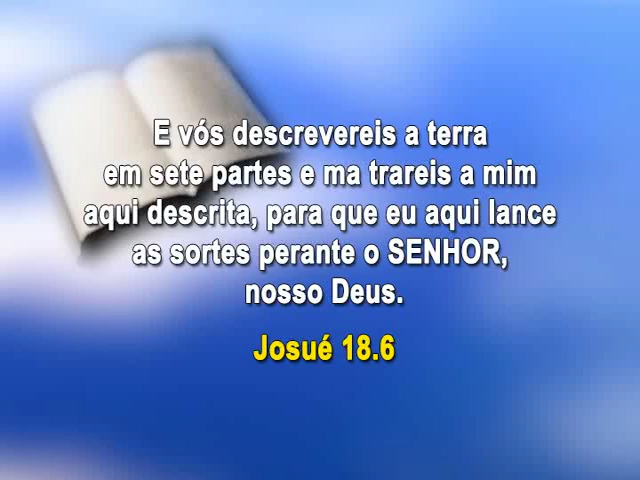 E vós descrevereis a terra
em sete partes e ma trareis a mim
aqui descrita, para que eu aqui lance
as sortes perante o SENHOR,
nosso Deus.
Josué 18.6